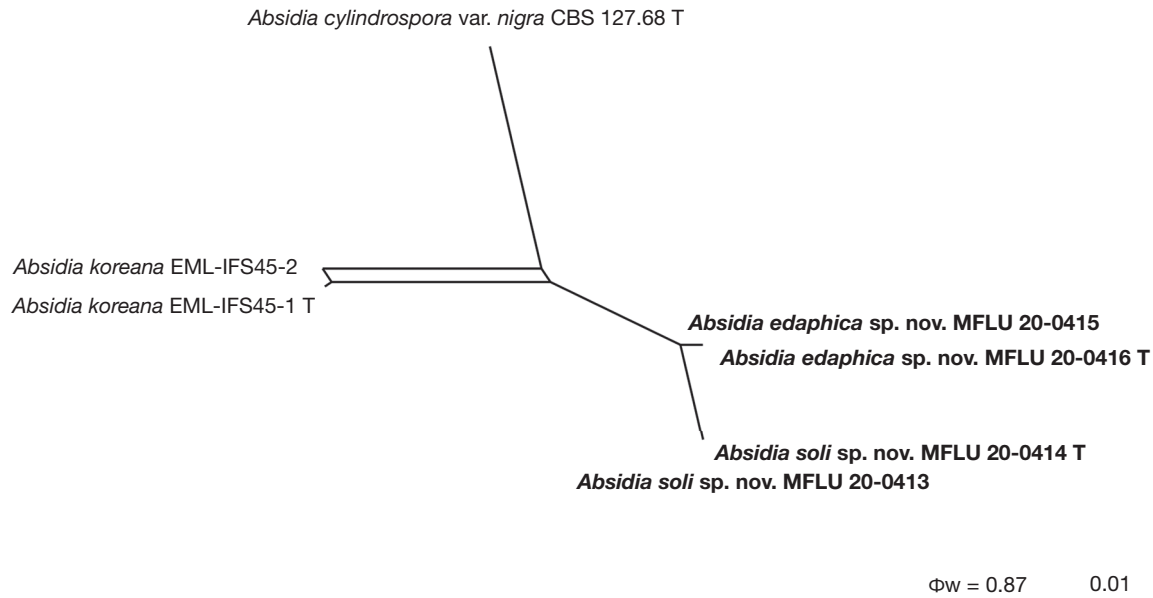 Absidia cylindrospora var. nigra CBS 127.68 T
Absidia koreana EML-IFS45-2
Absidia koreana EML-IFS45-1 T
Absidia edaphica sp. nov. MFLU 20-0415
Absidia edaphica sp. nov. MFLU 20-0416 T
Absidia soli sp. nov. MFLU 20-0414 T
Absidia soli sp. nov. MFLU 20-0413
Φw = 0.87 0.01